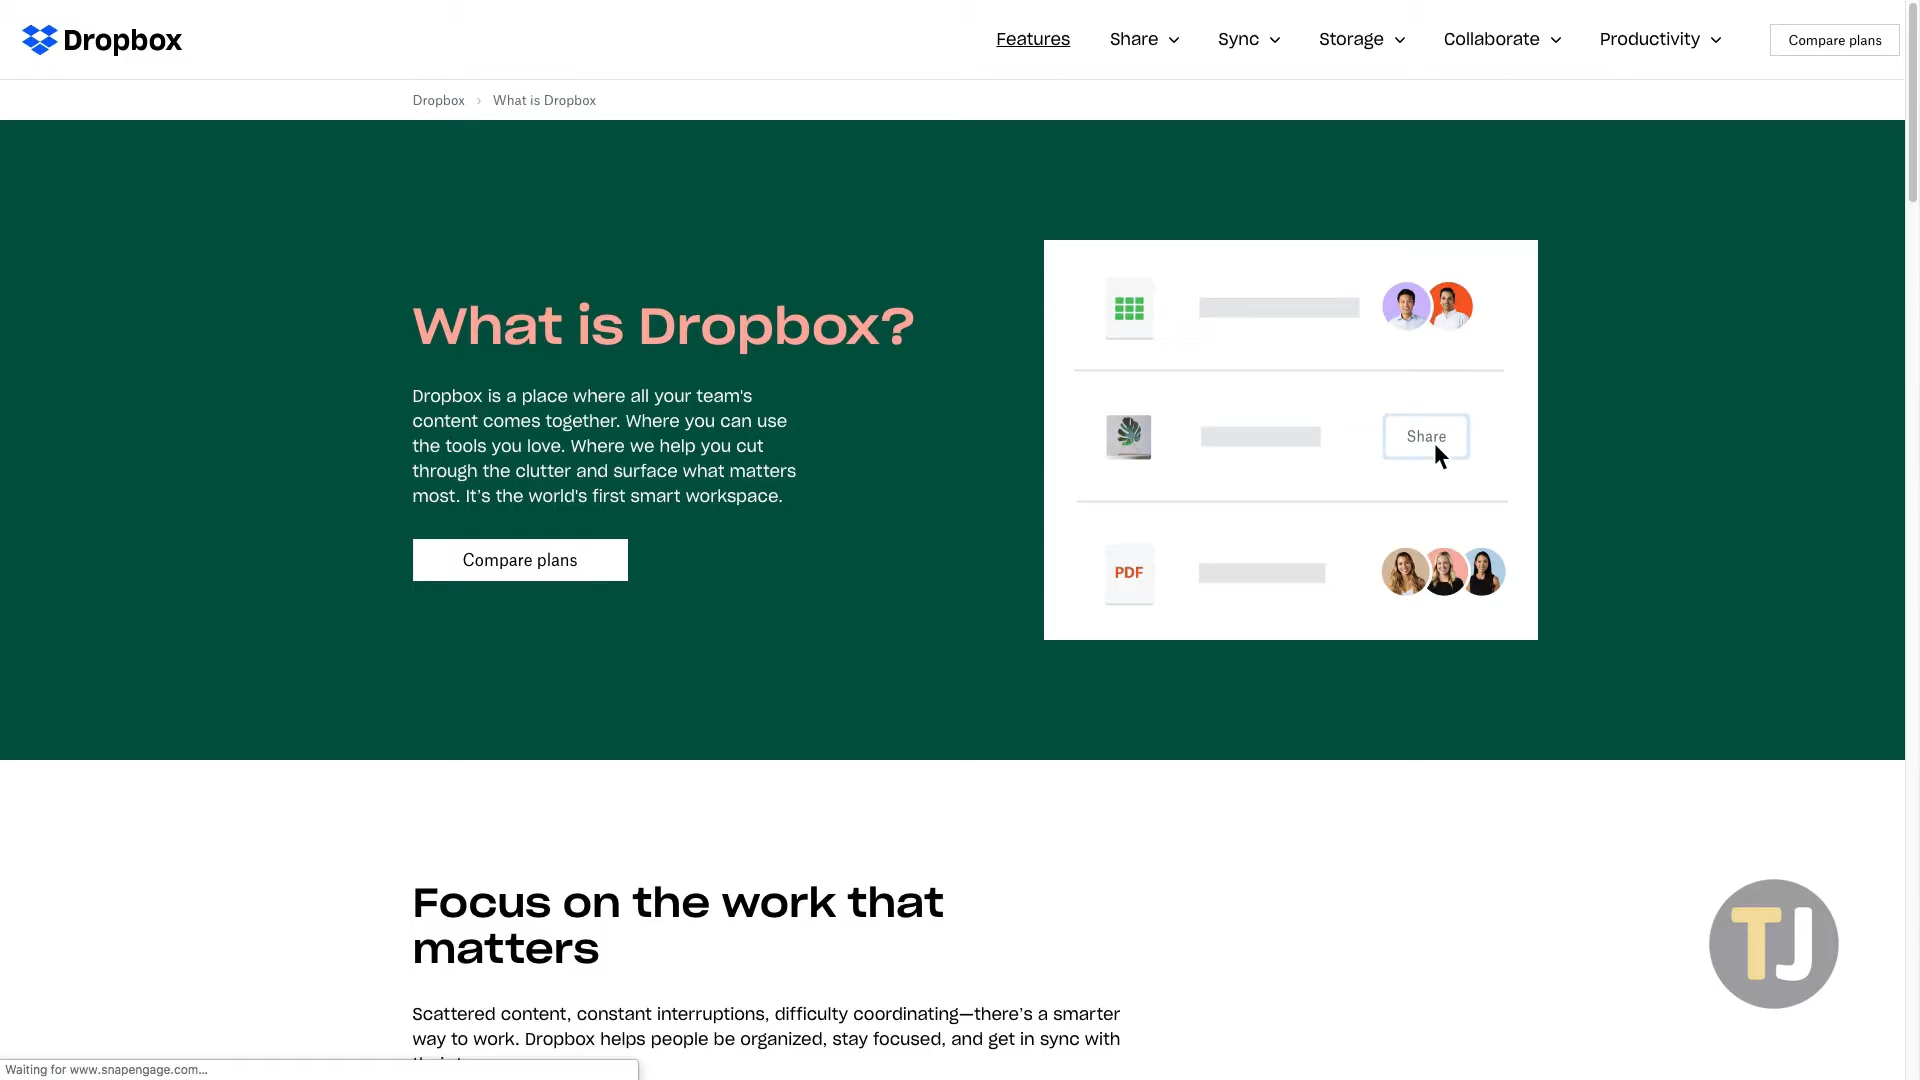 Dropbox
Features
Share
Sync
Storage
Collaborate
Productivity
Compare plans
Dropbox › What is Dropbox
What is Dropbox?
Dropbox is a place where all your team's
content comes together. Where you can use
the tools you love. Where we help you cut
through the clutter and surface what matters
most. It’s the world's first smart workspace.
Compare plans
Share
PDF
Focus on the work that
matters
Scattered content, constant interruptions, difficulty coordinating—there’s a smarter
way to work. Dropbox helps people be organized, stay focused, and get in sync with
TJ
Waiting for www.snapengage.com...